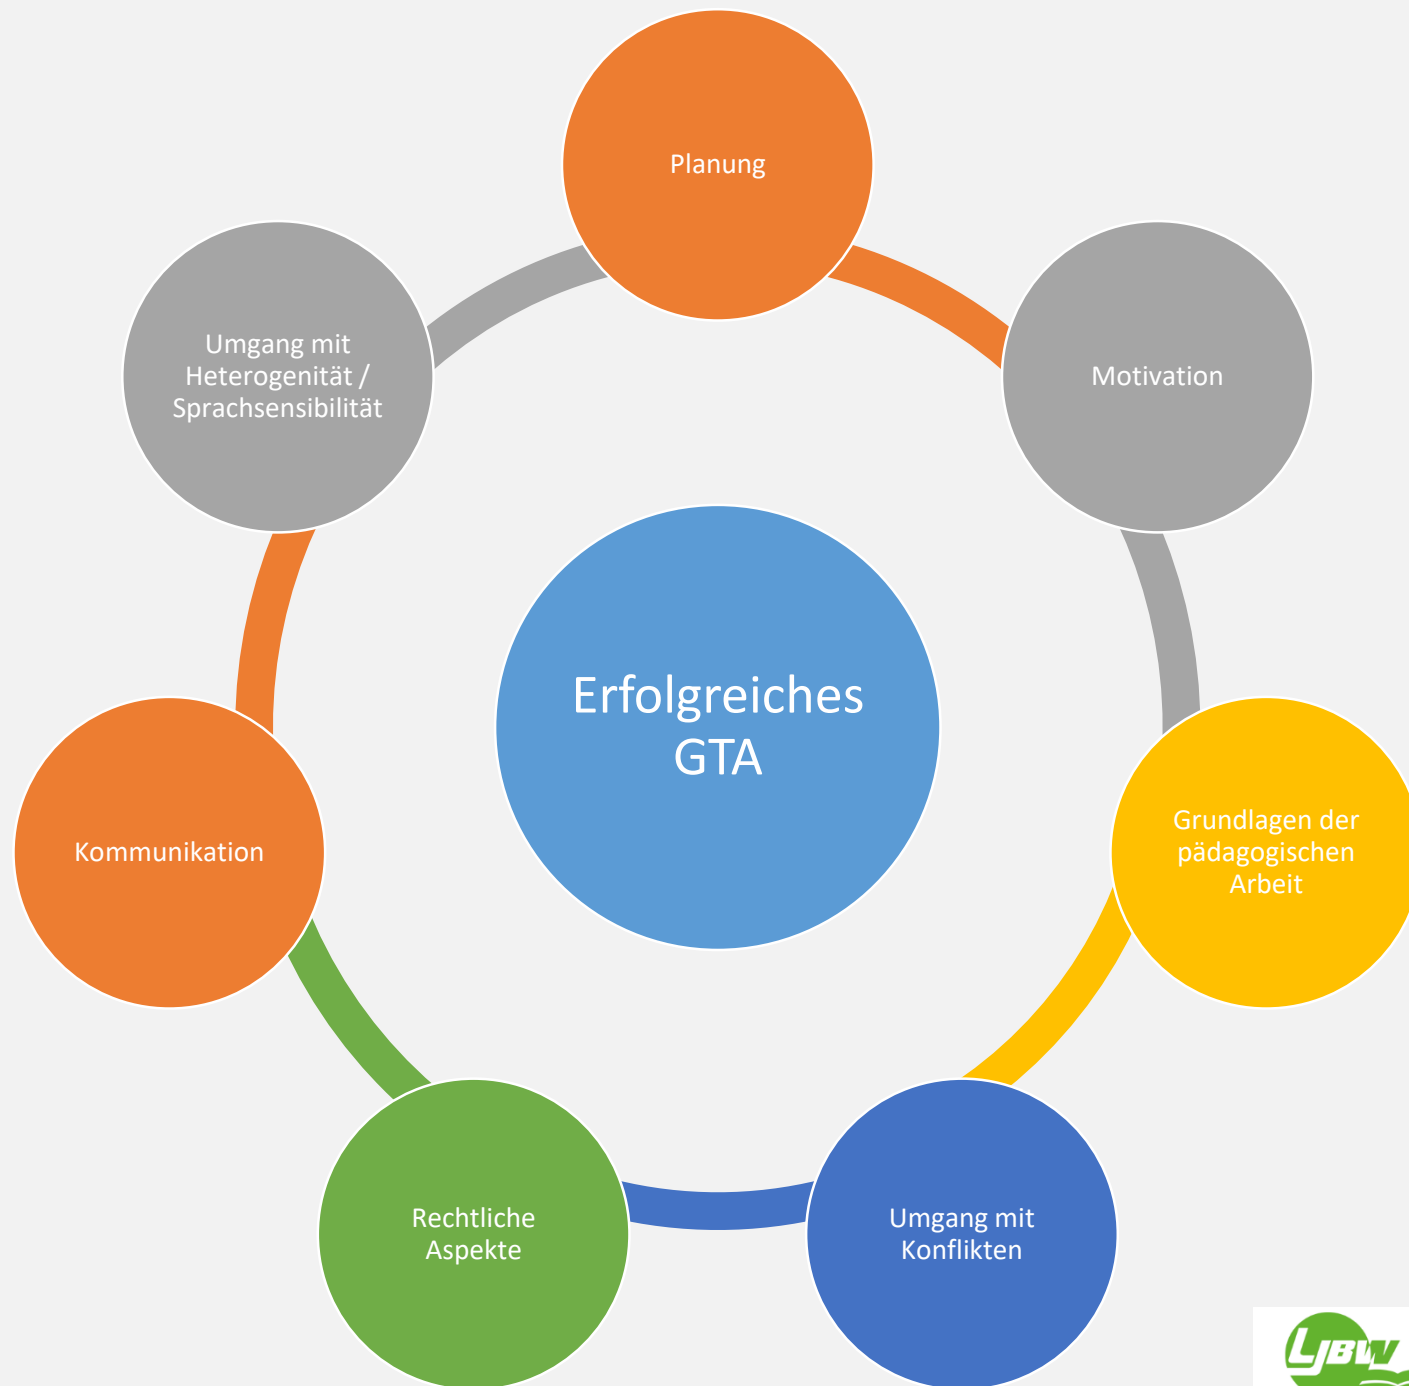 Planung
Motivation
Grundlagen der
pädagogischen
Arbeit
Umgang mit
Konflikten
Rechtliche
Aspekte
Kommunikation
Umgang mit
Heterogenität /
Sprachsensibilität
Erfolgreiches
GTA
LJBW